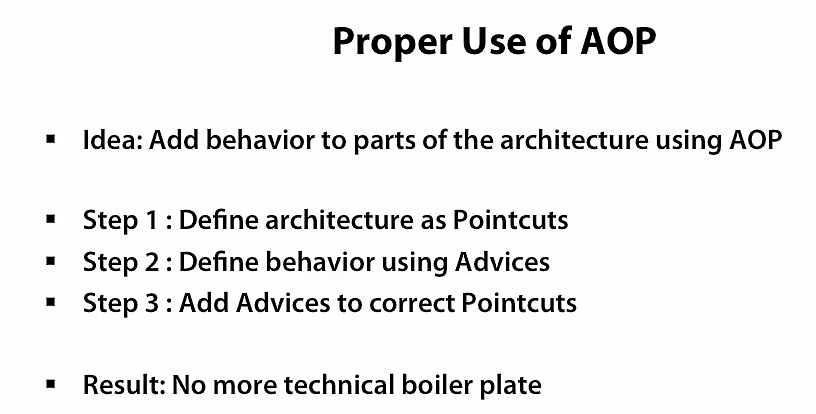 Proper Use of AOP
▪ Idea: Add behavior to parts of the architecture using AOP
▪ Step 1 : Define architecture as Pointcuts
▪ Step 2 : Define behavior using Advices
▪ Step 3 : Add Advices to correct Pointcuts
▪ Result: No more technical boiler plate